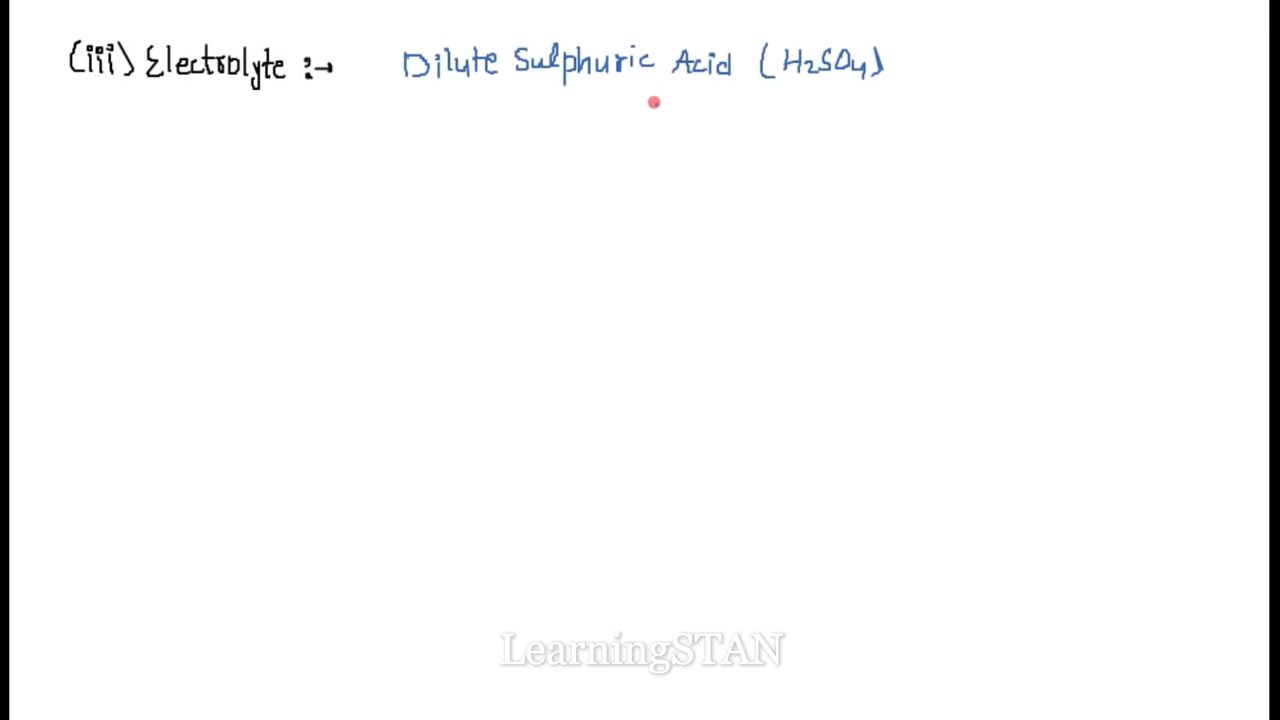 (iii) Electrolyte :→ Dilute Sulphuric Acid (H₂SO₄)
LearningSTAN